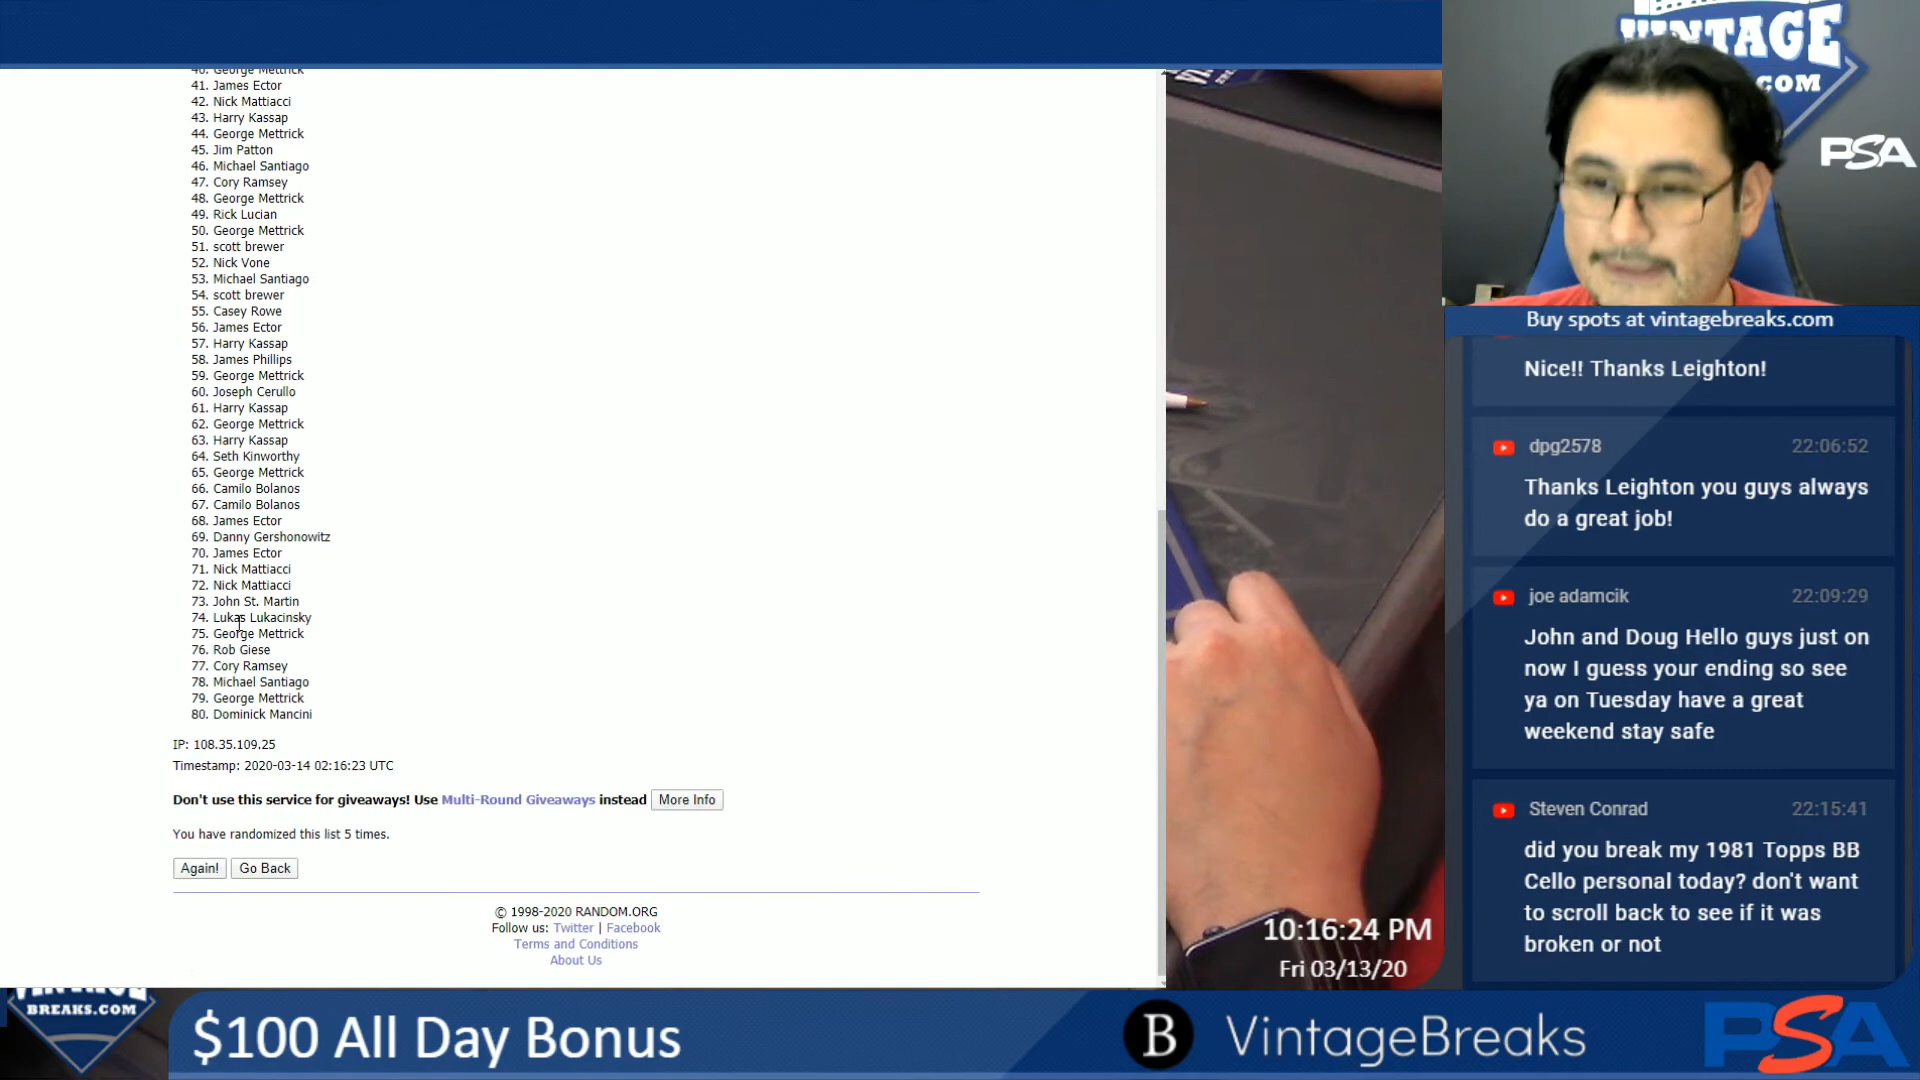 40. George Mettrick
41. James Ector
42. Nick Mattiacci
43. Harry Kassap
44. George Mettrick
45. Jim Patton
46. Michael Santiago
47. Cory Ramsey
48. George Mettrick
49. Rick Lucian
50. George Mettrick
51. scott brewer
52. Nick Vone
53. Michael Santiago
54. scott brewer
55. Casey Rowe
56. James Ector
57. Harry Kassap
58. James Phillips
59. George Mettrick
60. Joseph Cerullo
61. Harry Kassap
62. George Mettrick
63. Harry Kassap
64. Seth Kinworthy
65. George Mettrick
66. Camilo Bolanos
67. Camilo Bolanos
68. James Ector
69. Danny Gershonowitz
70. James Ector
71. Nick Mattiacci
72. Nick Mattiacci
73. John St. Martin
74. Lukas Lukacinsky
75. George Mettrick
76. Rob Giese
77. Cory Ramsey
78. Michael Santiago
79. George Mettrick
80. Dominick Mancini
IP: 108.35.109.25
Timestamp: 2020-03-14 02:16:23 UTC
Don't use this service for giveaways! Use Multi-Round Giveaways instead More Info
You have randomized this list 5 times.
Again! Go Back
© 1998-2020 RANDOM.ORG
Follow us: Twitter | Facebook
Terms and Conditions
About Us
10:16:24 PM
Fri 03/13/20
VINTAGE
.COM
PSA
Buy spots at vintagebreaks.com
Nice!! Thanks Leighton!
dpg2578 22:06:52
Thanks Leighton you guys always
do a great job!
joe adamcik 22:09:29
John and Doug Hello guys just on
now I guess your ending so see
ya on Tuesday have a great
weekend stay safe
Steven Conrad 22:15:41
did you break my 1981 Topps BB
Cello personal today? don't want
to scroll back to see if it was
broken or not
VINTAGE
BREAKS.COM
$100 All Day Bonus
B VintageBreaks
PSA